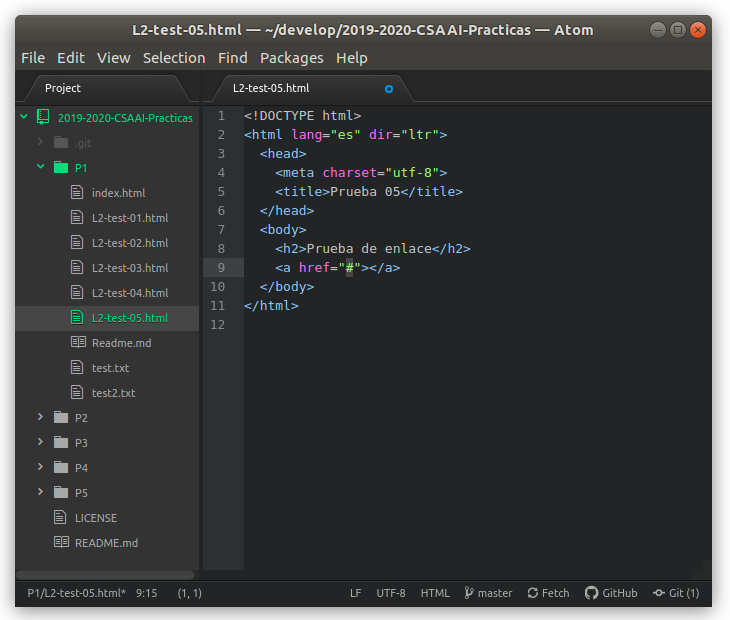 L2-test-05.html — ~/develop/2019-2020-CSAAI-Practicas — Atom
File Edit View Selection Find Packages Help
Project
2019-2020-CSAAI-Practicas
.git
P1
index.html
L2-test-01.html
L2-test-02.html
L2-test-03.html
L2-test-04.html
L2-test-05.html
Readme.md
test.txt
test2.txt
P2
P3
P4
P5
LICENSE
README.md
L2-test-05.html
1 <!DOCTYPE html>
2 <html lang="es" dir="ltr">
3 <head>
4 <meta charset="utf-8">
5 <title>Prueba 05</title>
6 </head>
7 <body>
8 <h2>Prueba de enlace</h2>
9 <a href="#"></a>
10 </body>
11 </html>
12
P1/L2-test-05.html* 9:15 (1, 1) LF UTF-8 HTML master Fetch GitHub Git (1)